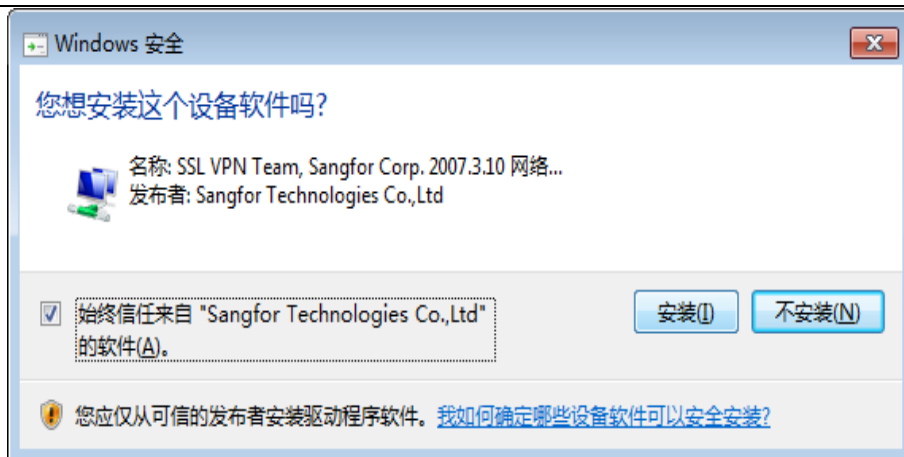 Windows 安全
您想安装这个设备软件吗?
名称: SSL VPN Team, Sangfor Corp. 2007.3.10 网络...
发布者: Sangfor Technologies Co.,Ltd
始终信任来自 "Sangfor Technologies Co.,Ltd"
的软件(A)。
安装(I)
不安装(N)
您应仅从可信的发布者安装驱动程序软件。我如何确定哪些设备软件可以安全安装?